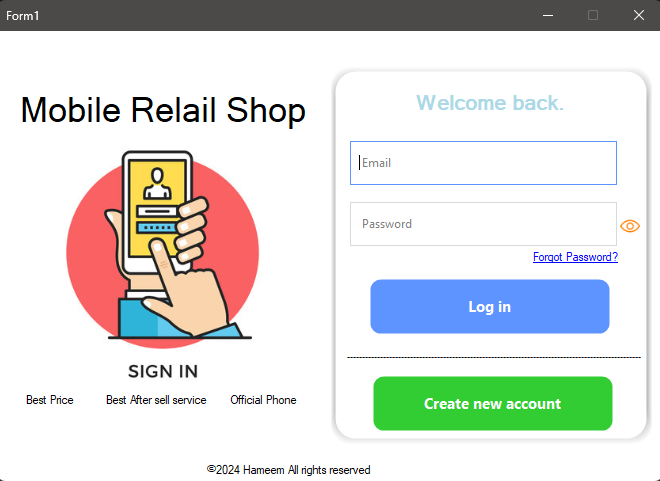 Form1
Mobile Relail Shop
SIGN IN
Best Price
Best After sell service
Official Phone
Welcome back.
Email
Password
Forgot Password?
Log in
Create new account
©2024 Hameem All rights reserved